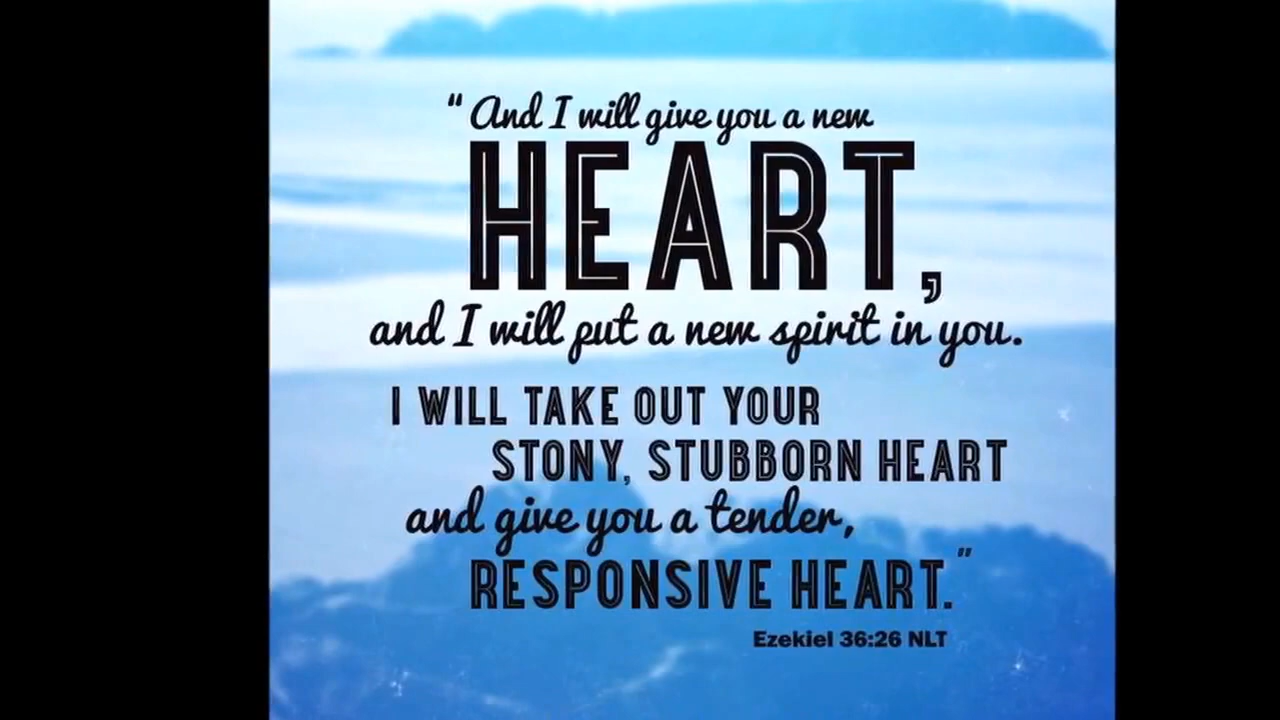 “And I will give you a new
HEART,
and I will put a new spirit in you.
I WILL TAKE OUT YOUR
STONY, STUBBORN HEART
and give you a tender,
RESPONSIVE HEART.”
Ezekiel 36:26 NLT